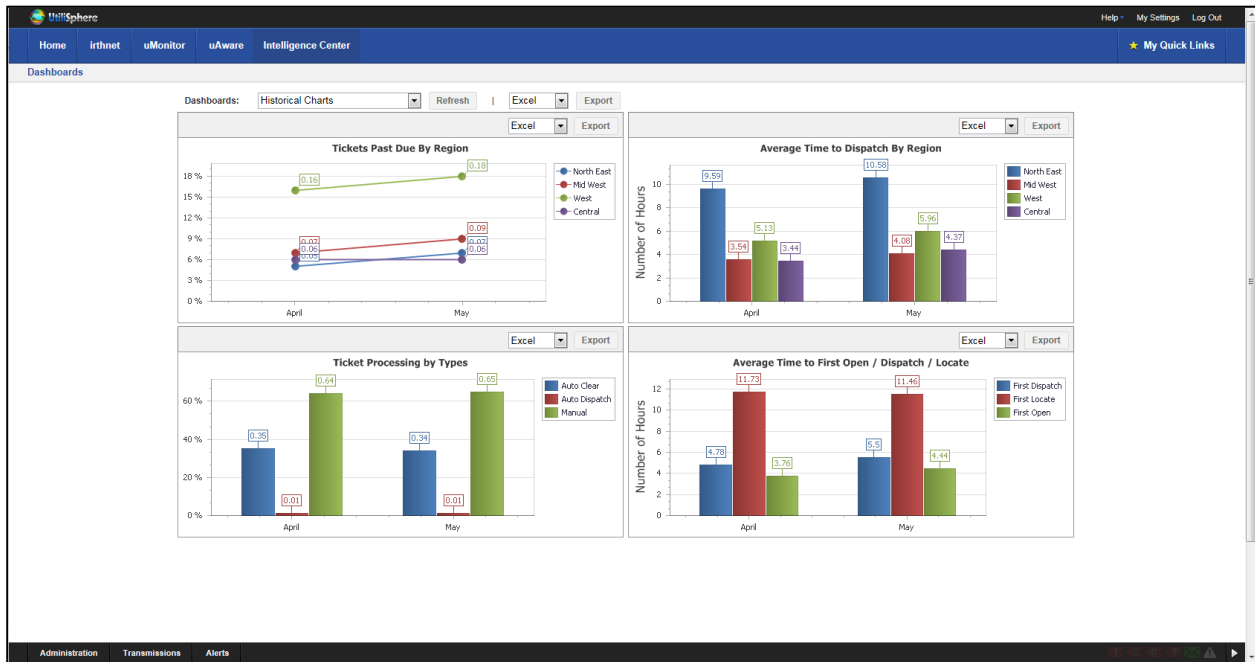 UtiliSphere
Help My Settings Log Out
Home irthnet uMonitor uAware Intelligence Center My Quick Links
Dashboards
Dashboards: Historical Charts Refresh | Excel Export
Excel Export
Tickets Past Due By Region
18 %
15 %
12 %
9 %
6 %
3 %
0 %
0.16
0.18
0.07
0.06
0.05
0.09
0.07
0.06
April May
North East
Mid West
West
Central
Excel Export
Average Time to Dispatch By Region
Number of Hours
10
8
6
4
2
0
9.59
3.54
5.13
3.44
10.58
4.08
5.96
4.37
April May
North East
Mid West
West
Central
Excel Export
Ticket Processing by Types
60 %
40 %
20 %
0 %
0.35
0.01
0.64
0.34
0.01
0.65
April May
Auto Clear
Auto Dispatch
Manual
Excel Export
Average Time to First Open / Dispatch / Locate
Number of Hours
12
10
8
6
4
2
0
4.78
11.73
3.76
5.5
11.46
4.44
April May
First Dispatch
First Locate
First Open
Administration Transmissions Alerts